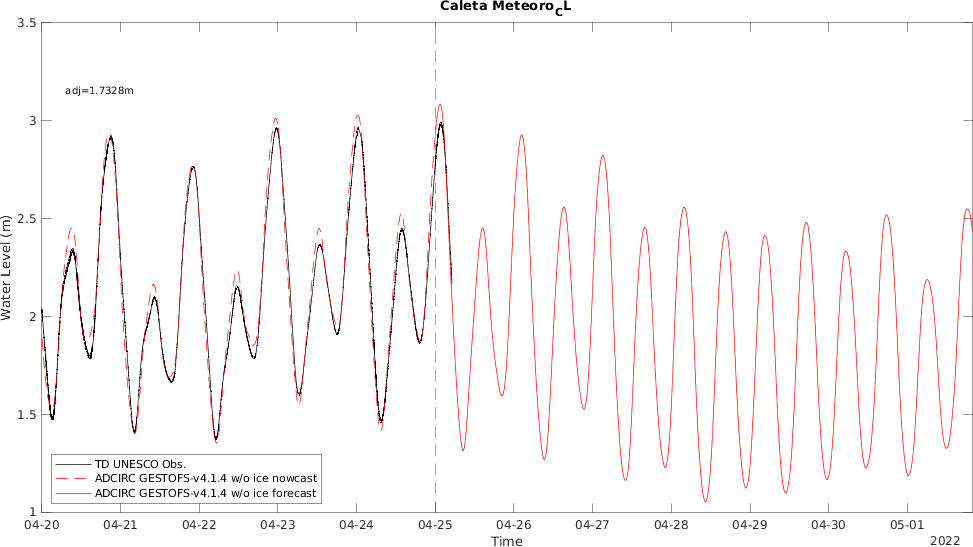 Caleta Meteoro_CL
3.5
adj=1.7328m
3
2.5
Water Level (m)
2
1.5
TD UNESCO Obs.
ADCIRC GESTOFS-v4.1.4 w/o ice nowcast
ADCIRC GESTOFS-v4.1.4 w/o ice forecast
1
04-20 04-21 04-22 04-23 04-24 04-25 04-26 04-27 04-28 04-29 04-30 05-01
Time
2022